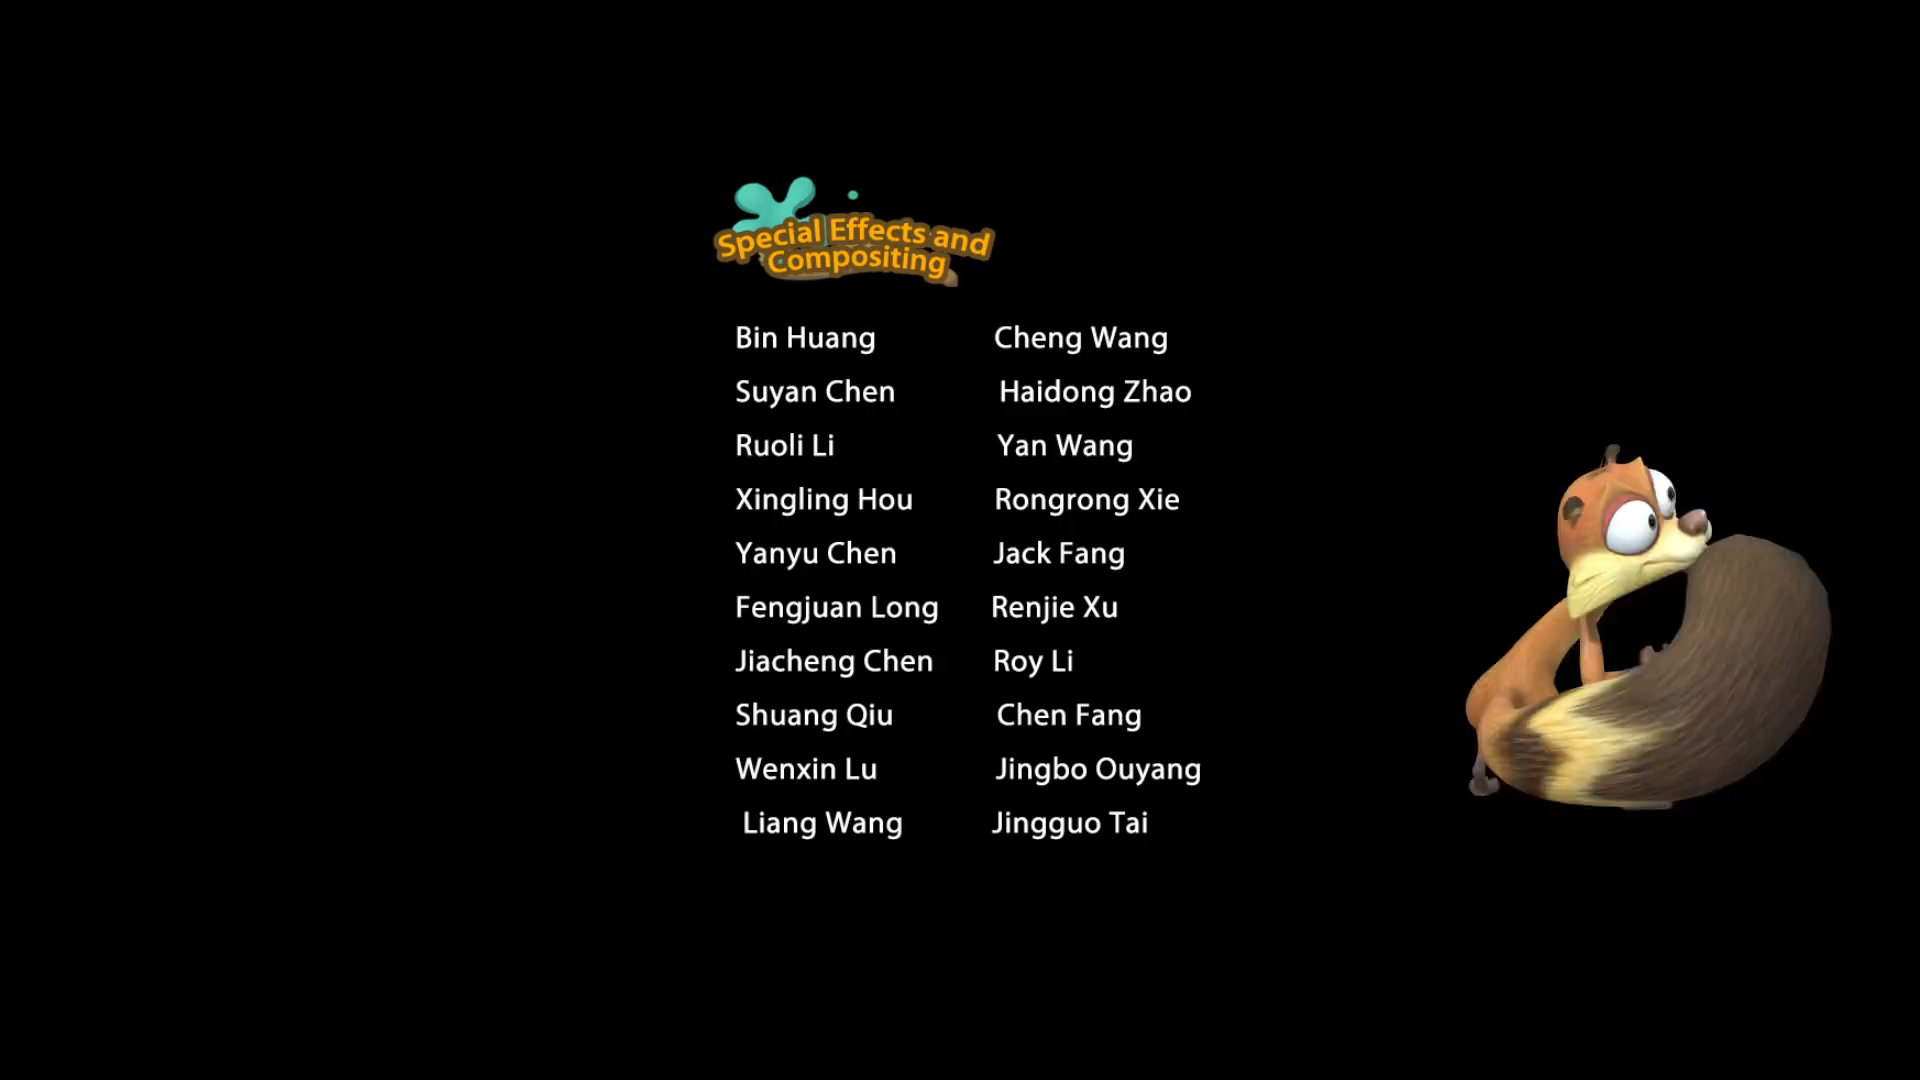 Special Effects and
Compositing
Bin Huang Cheng Wang
Suyan Chen Haidong Zhao
Ruoli Li Yan Wang
Xingling Hou Rongrong Xie
Yanyu Chen Jack Fang
Fengjuan Long Renjie Xu
Jiacheng Chen Roy Li
Shuang Qiu Chen Fang
Wenxin Lu Jingbo Ouyang
Liang Wang Jingguo Tai